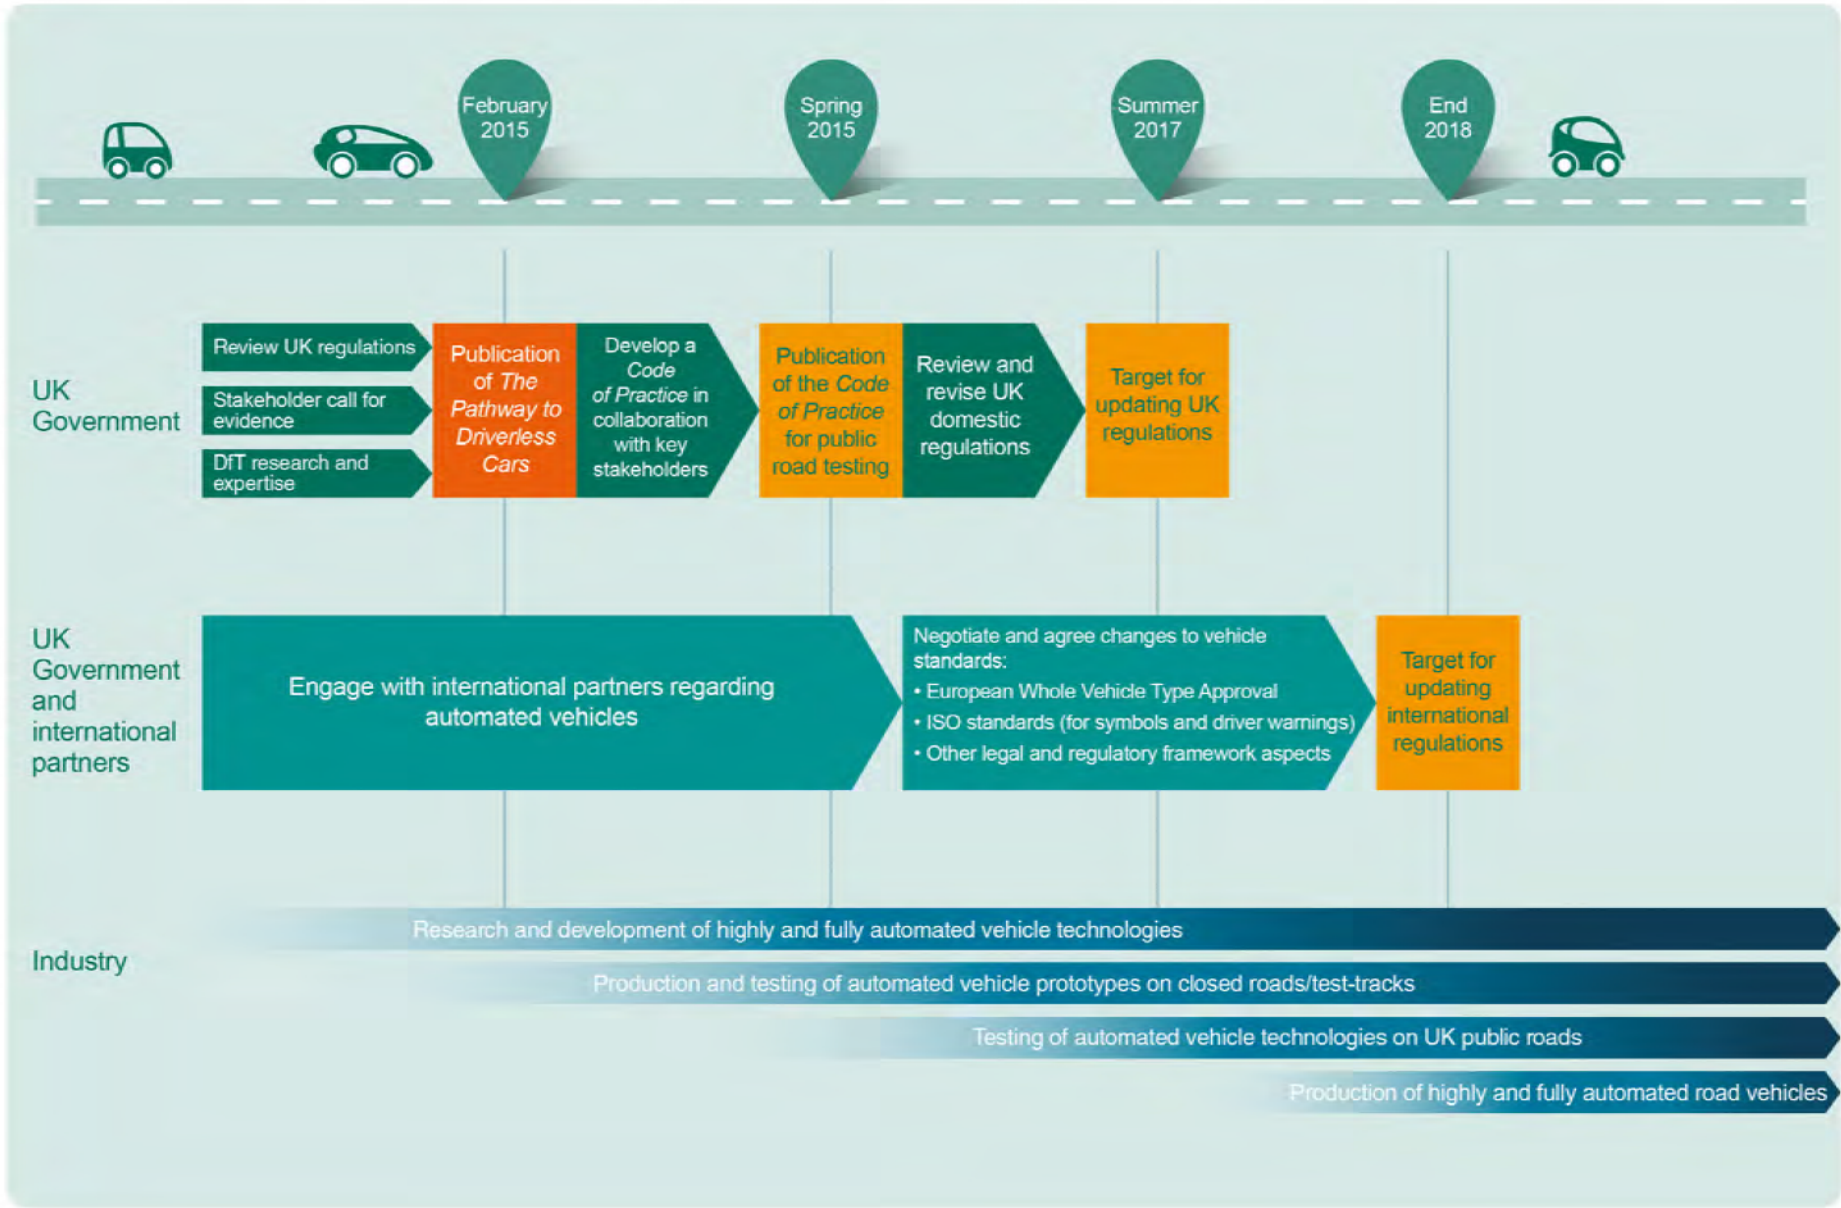 February
2015
Spring
2015
Summer
2017
End
2018
UK
Government
Review UK regulations
Stakeholder call for
evidence
DfT research and
expertise
Publication
of The
Pathway to
Driverless
Cars
Develop a
Code
of Practice in
collaboration
with key
stakeholders
Publication
of the Code
of Practice
for public
road testing
Review and
revise UK
domestic
regulations
Target for
updating UK
regulations
UK
Government
and
international
partners
Engage with international partners regarding
automated vehicles
Negotiate and agree changes to vehicle
standards:
• European Whole Vehicle Type Approval
• ISO standards (for symbols and driver warnings)
• Other legal and regulatory framework aspects
Target for
updating
international
regulations
Industry
Research and development of highly and fully automated vehicle technologies
Production and testing of automated vehicle prototypes on closed roads/test-tracks
Testing of automated vehicle technologies on UK public roads
Production of highly and fully automated road vehicles